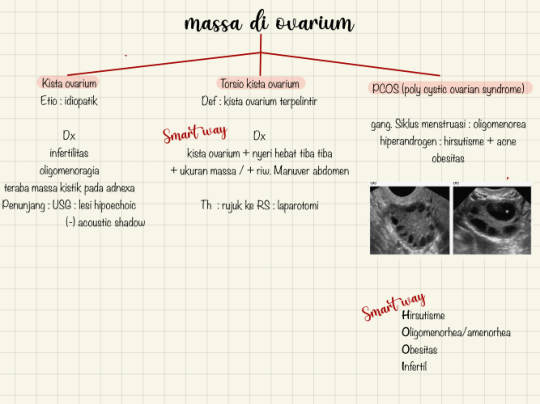 massa di ovarium
Kista ovarium
Etio : idiopatik
Dx
infertilitas
oligomenoragia
teraba massa kistik pada adnexa
Penunjang : USG : lesi hipoechoic
(-) acoustic shadow
Torsio kista ovarium
Def : kista ovarium terpelintir
Smart way
Dx
kista ovarium + nyeri hebat tiba tiba
+ ukuran massa / + riw. Manuver abdomen
Th : rujuk ke RS : laparotomi
PCOS (poly cystic ovarian syndrome)
gang. Siklus menstruasi : oligomenorea
hiperandrogen : hirsutisme + acne
obesitas
Smart way
Hirsutisme
Oligomenorhea/amenorhea
Obesitas
Infertil